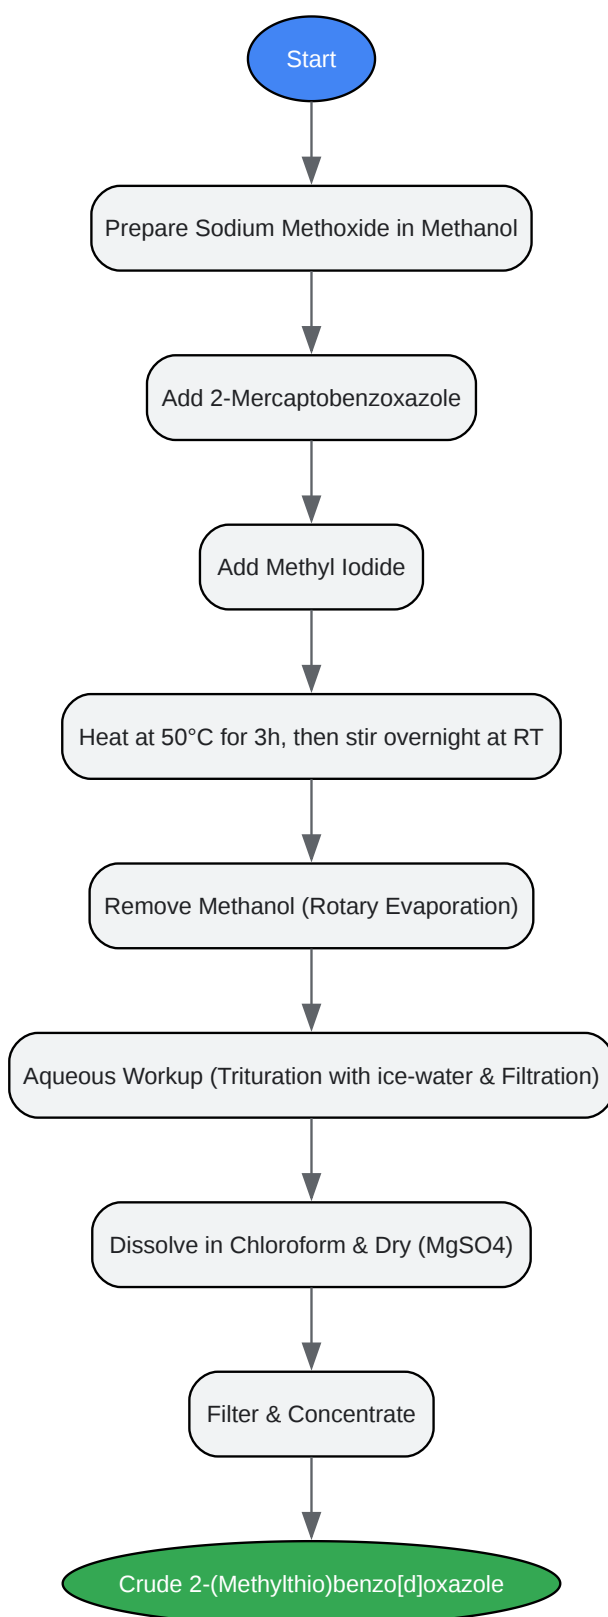 Start
Prepare Sodium Methoxide in Methanol
Add 2-Mercaptobenzoxazole
Add Methyl Iodide
Heat at 50°C for 3h, then stir overnight at RT
Remove Methanol (Rotary Evaporation)
Aqueous Workup (Trituration with ice-water & Filtration)
Dissolve in Chloroform & Dry (MgSO4)
Filter & Concentrate
Crude 2-(Methylthio)benzo[d]oxazole